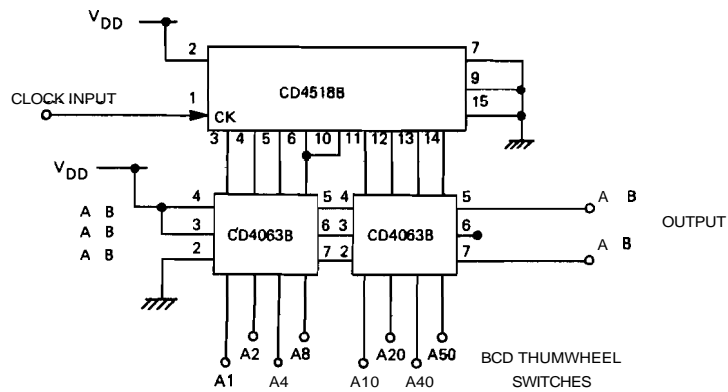 V DD
2
7
9
CD4518B
15
CLOCK INPUT
1
CK
3 4 5 6 10 11 12 13 14
V DD
4
5 4
5
A B
A B
3
CD4063B
6 3
CD4063B
6
OUTPUT
A B
A B
2
7 2
7
A B
A2
A8
A20
A50
BCD THUMWHEEL
A1
A4
A10
A40
SWITCHES